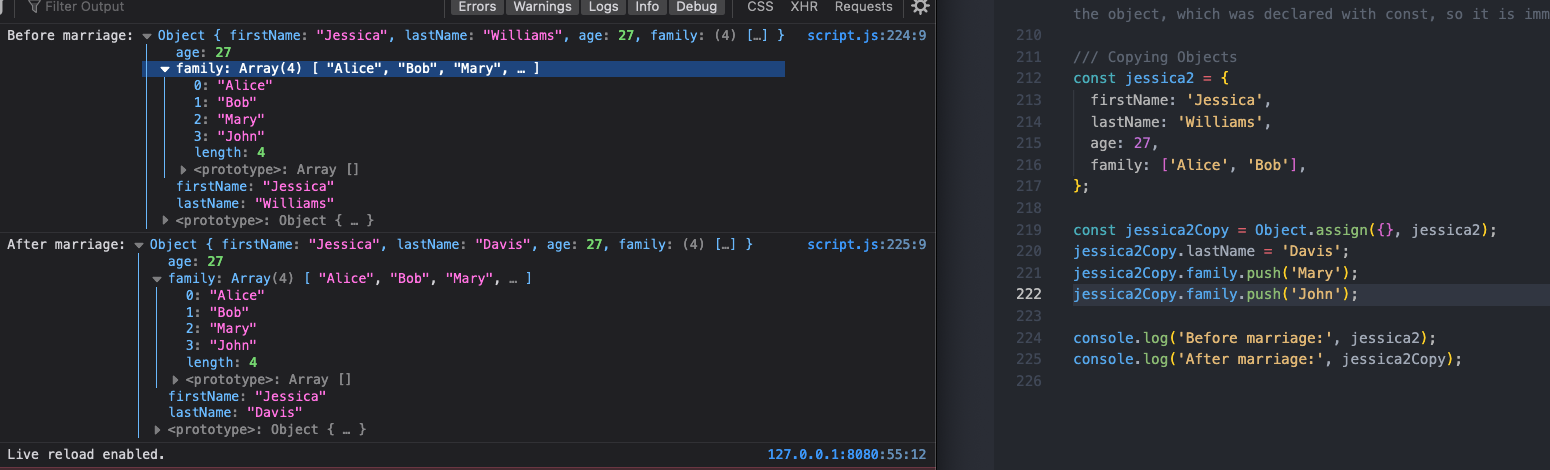 Filter Output
Errors Warnings Logs Info Debug CSS XHR Requests
Before marriage: Object { firstName: "Jessica", lastName: "Williams", age: 27, family: (4) […] } script.js:224:9
age: 27
family: Array(4) [ "Alice", "Bob", "Mary", … ]
0: "Alice"
1: "Bob"
2: "Mary"
3: "John"
length: 4
<prototype>: Array []
firstName: "Jessica"
lastName: "Williams"
<prototype>: Object { … }
After marriage: Object { firstName: "Jessica", lastName: "Davis", age: 27, family: (4) […] } script.js:225:9
age: 27
family: Array(4) [ "Alice", "Bob", "Mary", … ]
0: "Alice"
1: "Bob"
2: "Mary"
3: "John"
length: 4
<prototype>: Array []
firstName: "Jessica"
lastName: "Davis"
<prototype>: Object { … }
Live reload enabled. 127.0.0.1:8080:55:12
the object, which was declared with const, so it is imm
210
211 /// Copying Objects
212 const jessica2 = {
213 firstName: 'Jessica',
214 lastName: 'Williams',
215 age: 27,
216 family: ['Alice', 'Bob'],
217 };
218
219 const jessica2Copy = Object.assign({}, jessica2);
220 jessica2Copy.lastName = 'Davis';
221 jessica2Copy.family.push('Mary');
222 jessica2Copy.family.push('John');
223
224 console.log('Before marriage:', jessica2);
225 console.log('After marriage:', jessica2Copy);
226